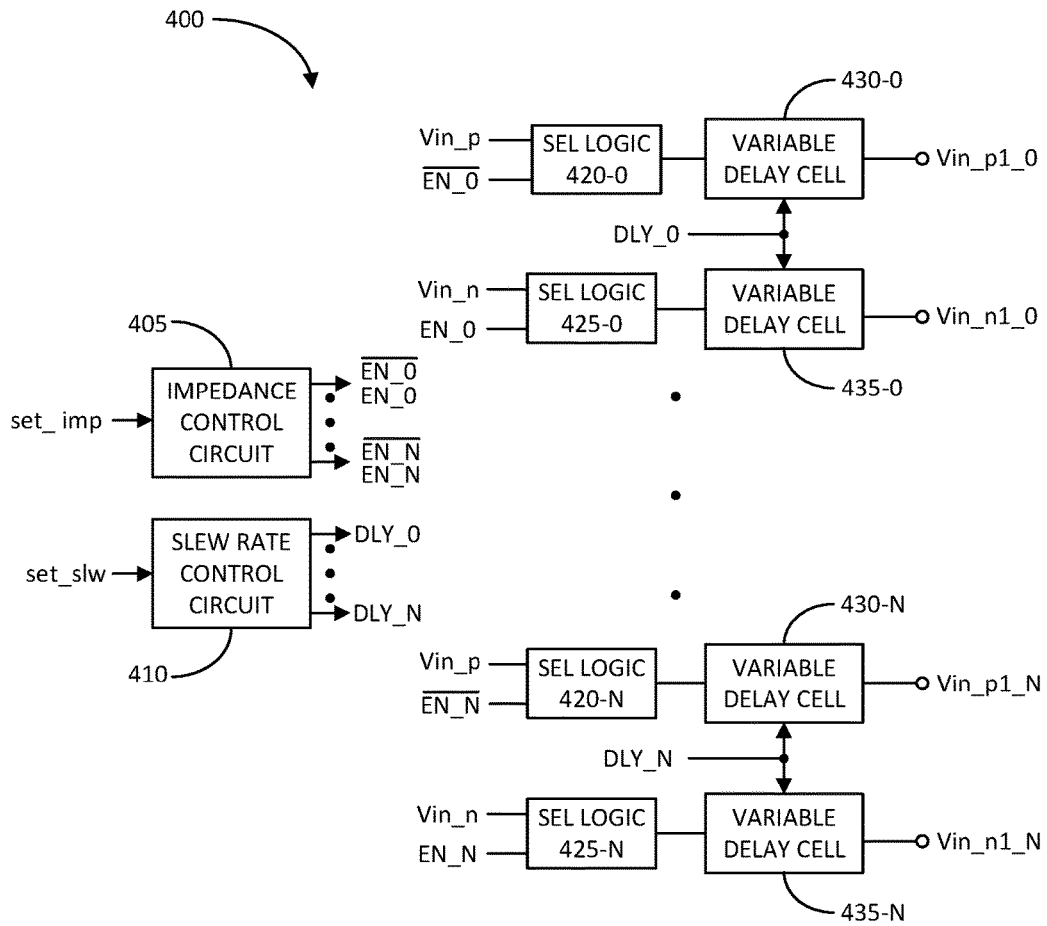 400
430-0
Vin_p
EN_0
SEL LOGIC
420-0
VARIABLE
DELAY CELL
Vin_p1_0
DLY_0
Vin_n
EN_0
SEL LOGIC
425-0
VARIABLE
DELAY CELL
Vin_n1_0
435-0
405
set_ imp
IMPEDANCE
CONTROL
CIRCUIT
EN_0
EN_0
EN_N
EN_N
set_slw
SLEW RATE
CONTROL
CIRCUIT
DLY_0
DLY_N
410
430-N
Vin_p
EN_N
SEL LOGIC
420-N
VARIABLE
DELAY CELL
Vin_p1_N
DLY_N
Vin_n
EN_N
SEL LOGIC
425-N
VARIABLE
DELAY CELL
Vin_n1_N
435-N